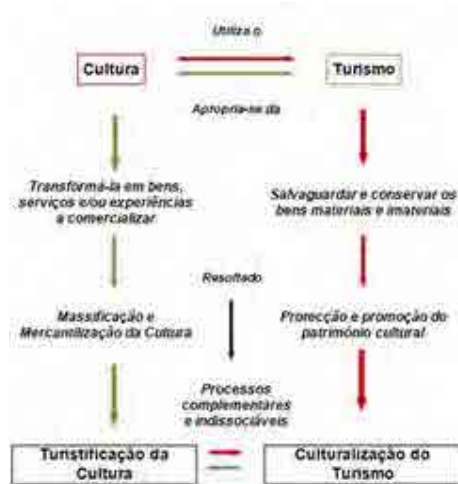 Utiliza o
Cultura
Turismo
Apropria-se da
Transformá-la em bens,
serviços e/ou experiências
a comercializar
Salvaguardar e conservar os
bens materiais e imateriais
Resultado
Massificação e
Mercantilização da Cultura
Protecção e promoção do
património cultural
Processos
complementares
e indissociáveis
Turistificação da
Cultura
Culturalização do
Turismo